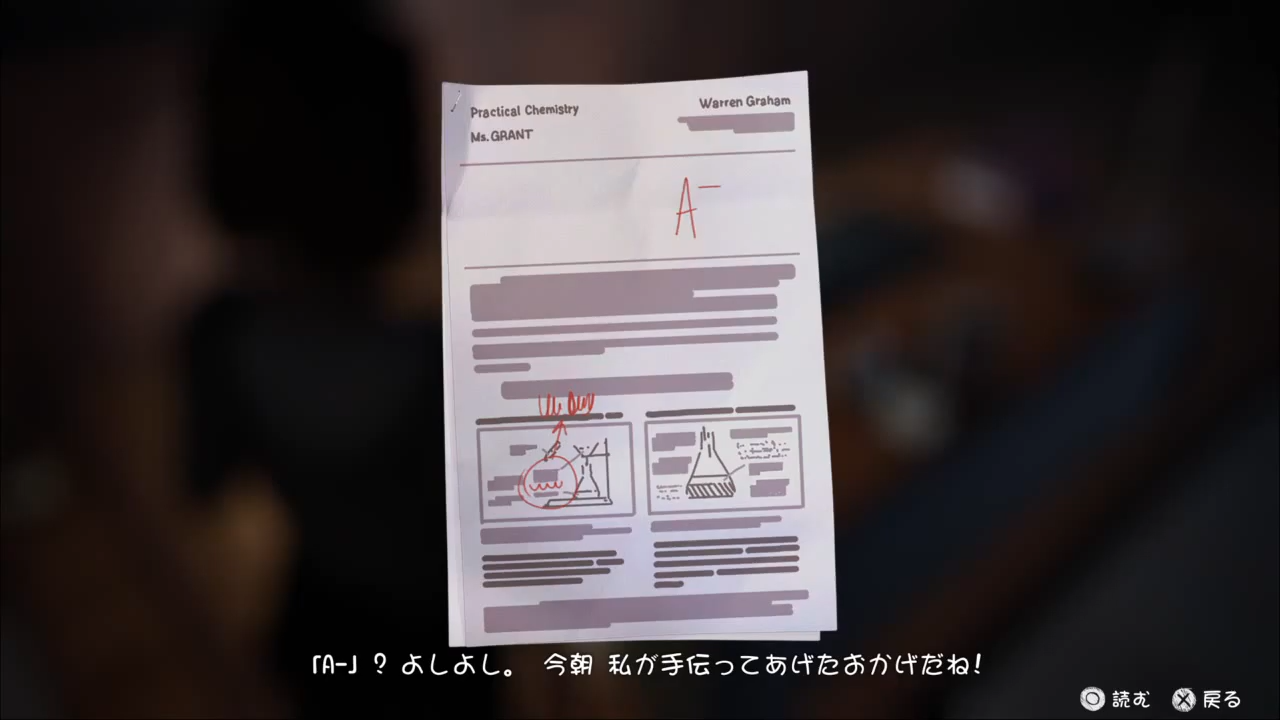 Practical Chemistry
Warren Graham
Ms. GRANT
A-
「A-」？ よしよし。 今朝 私が手伝ってあげたおかげだね！
読む 戻る